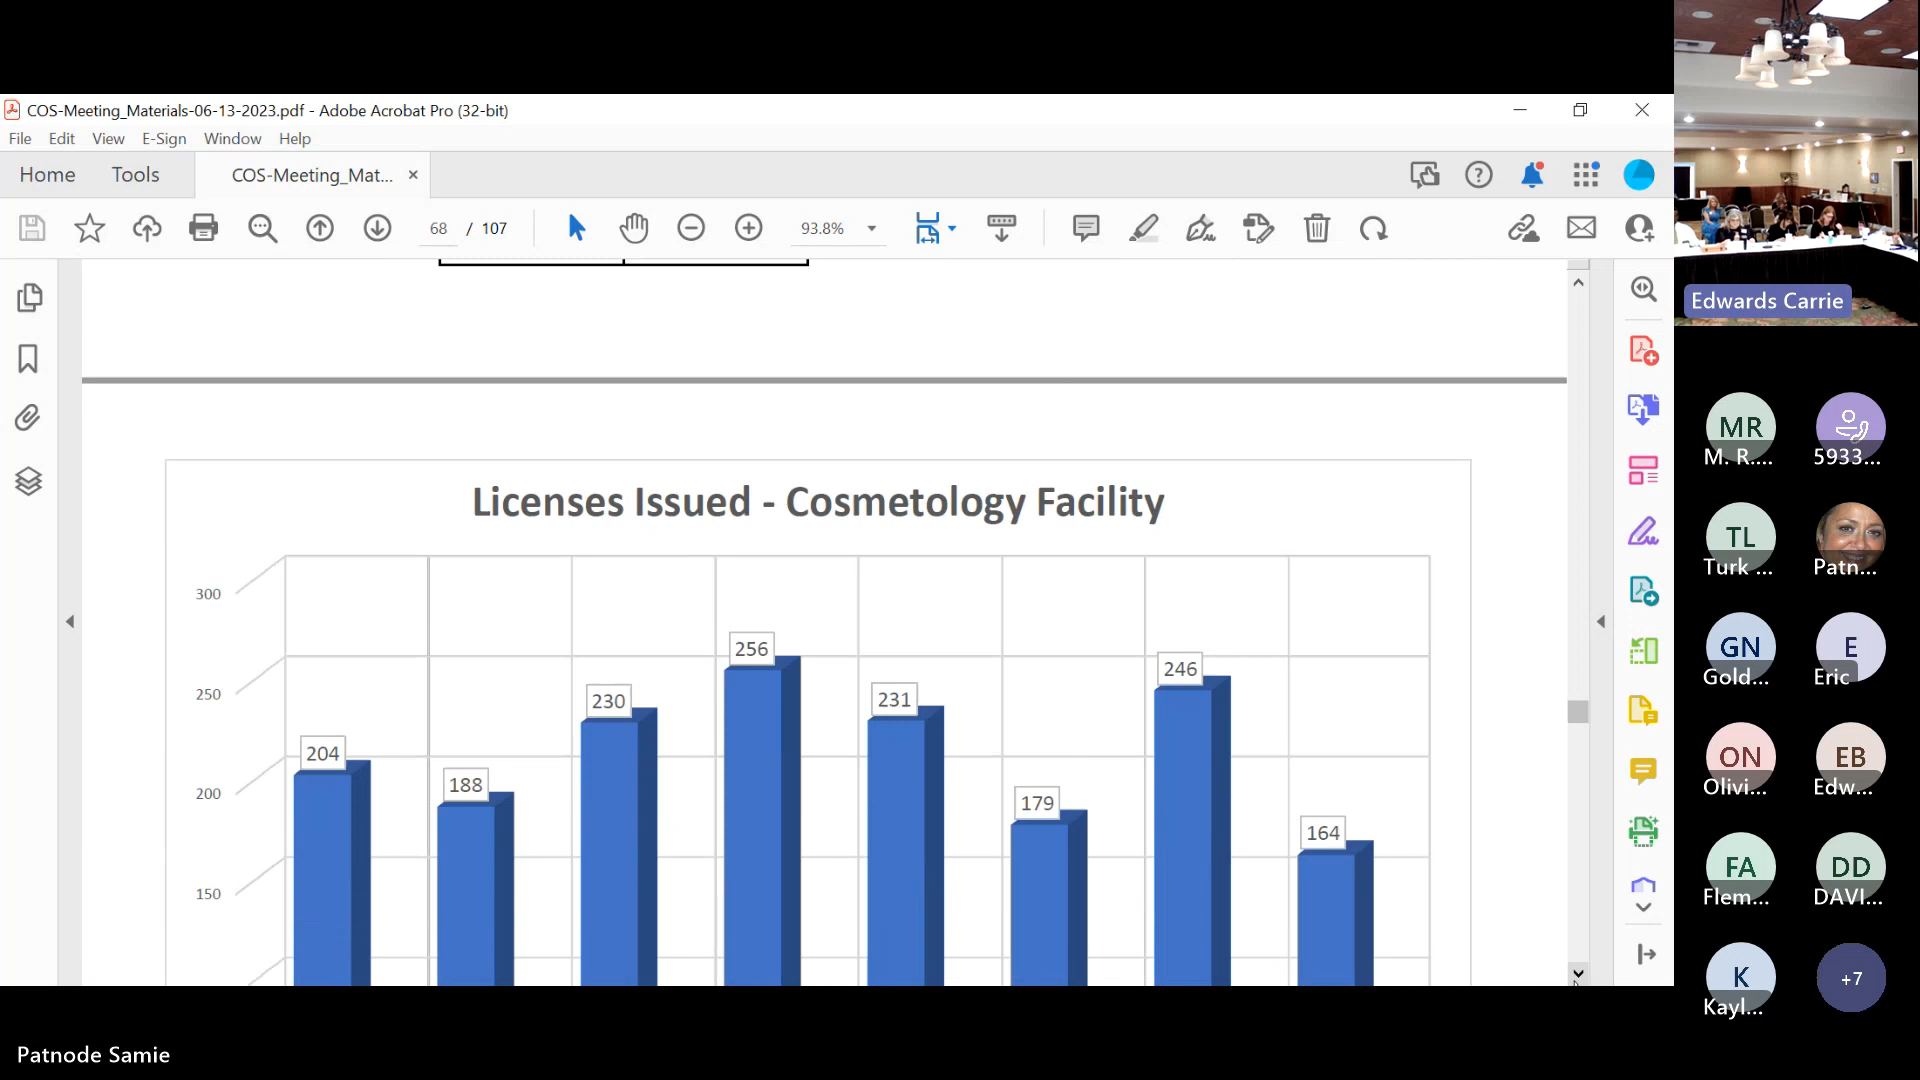 COS-Meeting_Materials-06-13-2023.pdf - Adobe Acrobat Pro (32-bit)
File Edit View E-Sign Window Help
Home Tools COS-Meeting_Mat...
68 / 107 93.8%
Licenses Issued - Cosmetology Facility
300
250
200
150
204
188
230
256
231
179
246
164
Edwards Carrie
MR
M. R....
5933...
TL
Turk ...
Patn...
GN
Gold...
E
Eric
ON
Olivi...
EB
Edw...
FA
Flem...
DD
DAVI...
K
Kayl...
+7
Patnode Samie